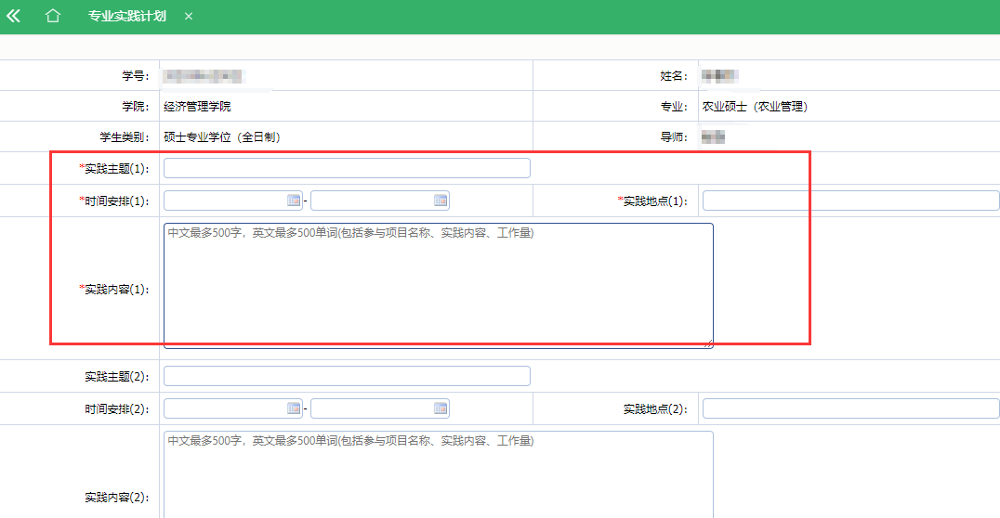 专业实践计划
学号：
姓名：
学院： 经济管理学院
专业： 农业硕士（农业管理）
学生类别： 硕士专业学位（全日制）
导师：
*实践主题(1)：
*时间安排(1)： -
*实践地点(1)：
中文最多500字，英文最多500单词(包括参与项目名称、实践内容、工作量)
*实践内容(1)：
实践主题(2)：
时间安排(2)： -
实践地点(2)：
中文最多500字，英文最多500单词(包括参与项目名称、实践内容、工作量)
实践内容(2)：